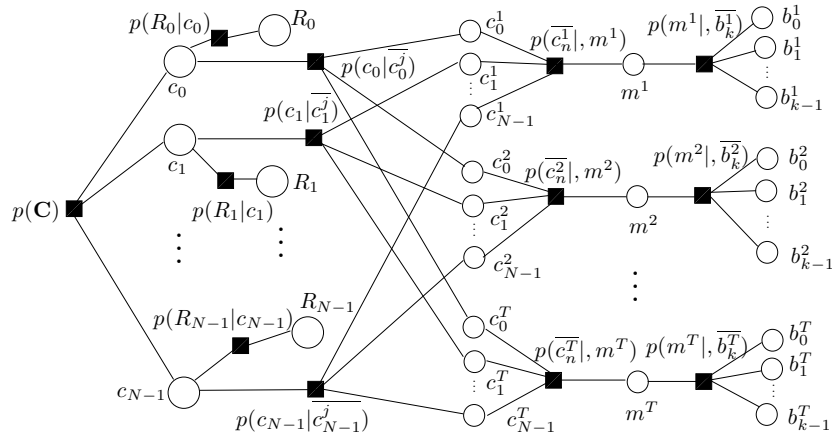 p(R_0|c_0)
R_0
c_0
p(c_0|\overline{c_0^j})
c_0^1
c_1^1
⋮
c_{N-1}^1
p(\overline{c_n^1}|, m^1)
m^1
p(m^1|, \overline{b_k^1})
b_0^1
b_1^1
⋮
b_{k-1}^1
c_1
p(c_1|\overline{c_1^j})
R_1
p(R_1|c_1)
p(\mathbf{C})
⋮
⋮
c_0^2
c_1^2
⋮
c_{N-1}^2
p(\overline{c_n^2}|, m^2)
m^2
p(m^2|, \overline{b_k^2})
b_0^2
b_1^2
⋮
b_{k-1}^2
⋮
R_{N-1}
p(R_{N-1}|c_{N-1})
c_{N-1}
p(c_{N-1}|\overline{c_{N-1}^j})
c_0^T
c_1^T
⋮
c_{N-1}^T
p(\overline{c_n^T}|, m^T)
m^T
p(m^T|, \overline{b_k^T})
b_0^T
b_1^T
⋮
b_{k-1}^T